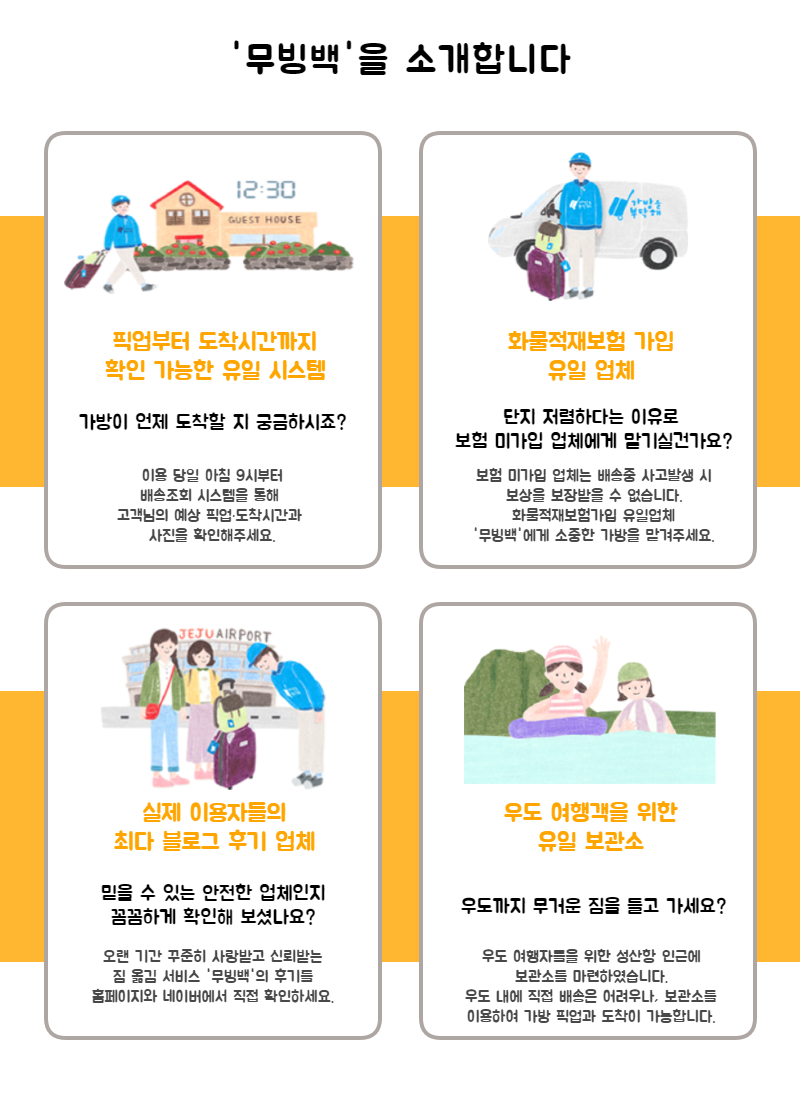 '무빙백'을 소개합니다
12:30
GUEST HOUSE
픽업부터 도착시간까지
확인 가능한 유일 시스템
가방이 언제 도착할 지 궁금하시죠?
이용 당일 아침 9시부터
배송조회 시스템을 통해
고객님의 예상 픽업·도착시간과
사진을 확인해주세요.
가방을
부탁해
화물적재보험 가입
유일 업체
단지 저렴하다는 이유로
보험 미가입 업체에게 맡기실건가요?
보험 미가입 업체는 배송중 사고발생 시
보상을 보장받을 수 없습니다.
화물적재보험가입 유일업체
'무빙백'에게 소중한 가방을 맡겨주세요.
JEJU AIRPORT
실제 이용자들의
최다 블로그 후기 업체
믿을 수 있는 안전한 업체인지
꼼꼼하게 확인해 보셨나요?
오랜 기간 꾸준히 사랑받고 신뢰받는
짐 옮김 서비스 '무빙백'의 후기를
홈페이지와 네이버에서 직접 확인하세요.
우도 여행객을 위한
유일 보관소
우도까지 무거운 짐을 들고 가세요?
우도 여행자들을 위한 성산항 인근에
보관소를 마련하였습니다.
우도 내에 직접 배송은 어려우나, 보관소를
이용하여 가방 픽업과 도착이 가능합니다.